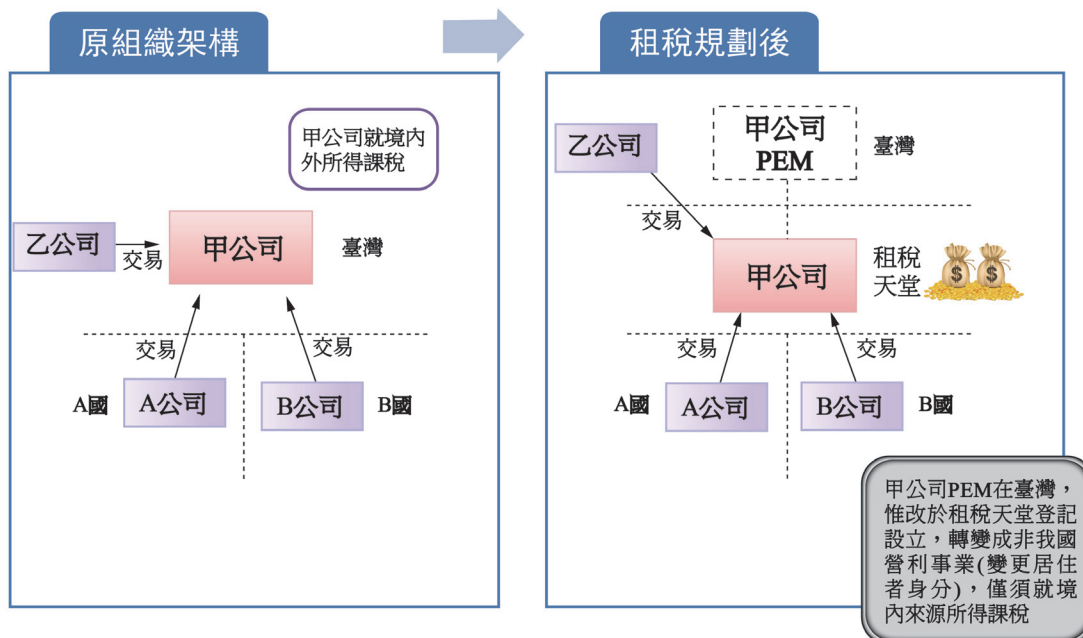 原組織架構
甲公司就境內
外所得課稅
乙公司
交易
甲公司
臺灣
交易
交易
A國
A公司
B公司
B國
租稅規劃後
乙公司
甲公司
PEM
臺灣
交易
甲公司
租稅
天堂
$
$
交易
交易
A國
A公司
B公司
B國
甲公司PEM在臺灣，
惟改於租稅天堂登記
設立，轉變成非我國
營利事業(變更居住
者身分)，僅須就境
內來源所得課稅